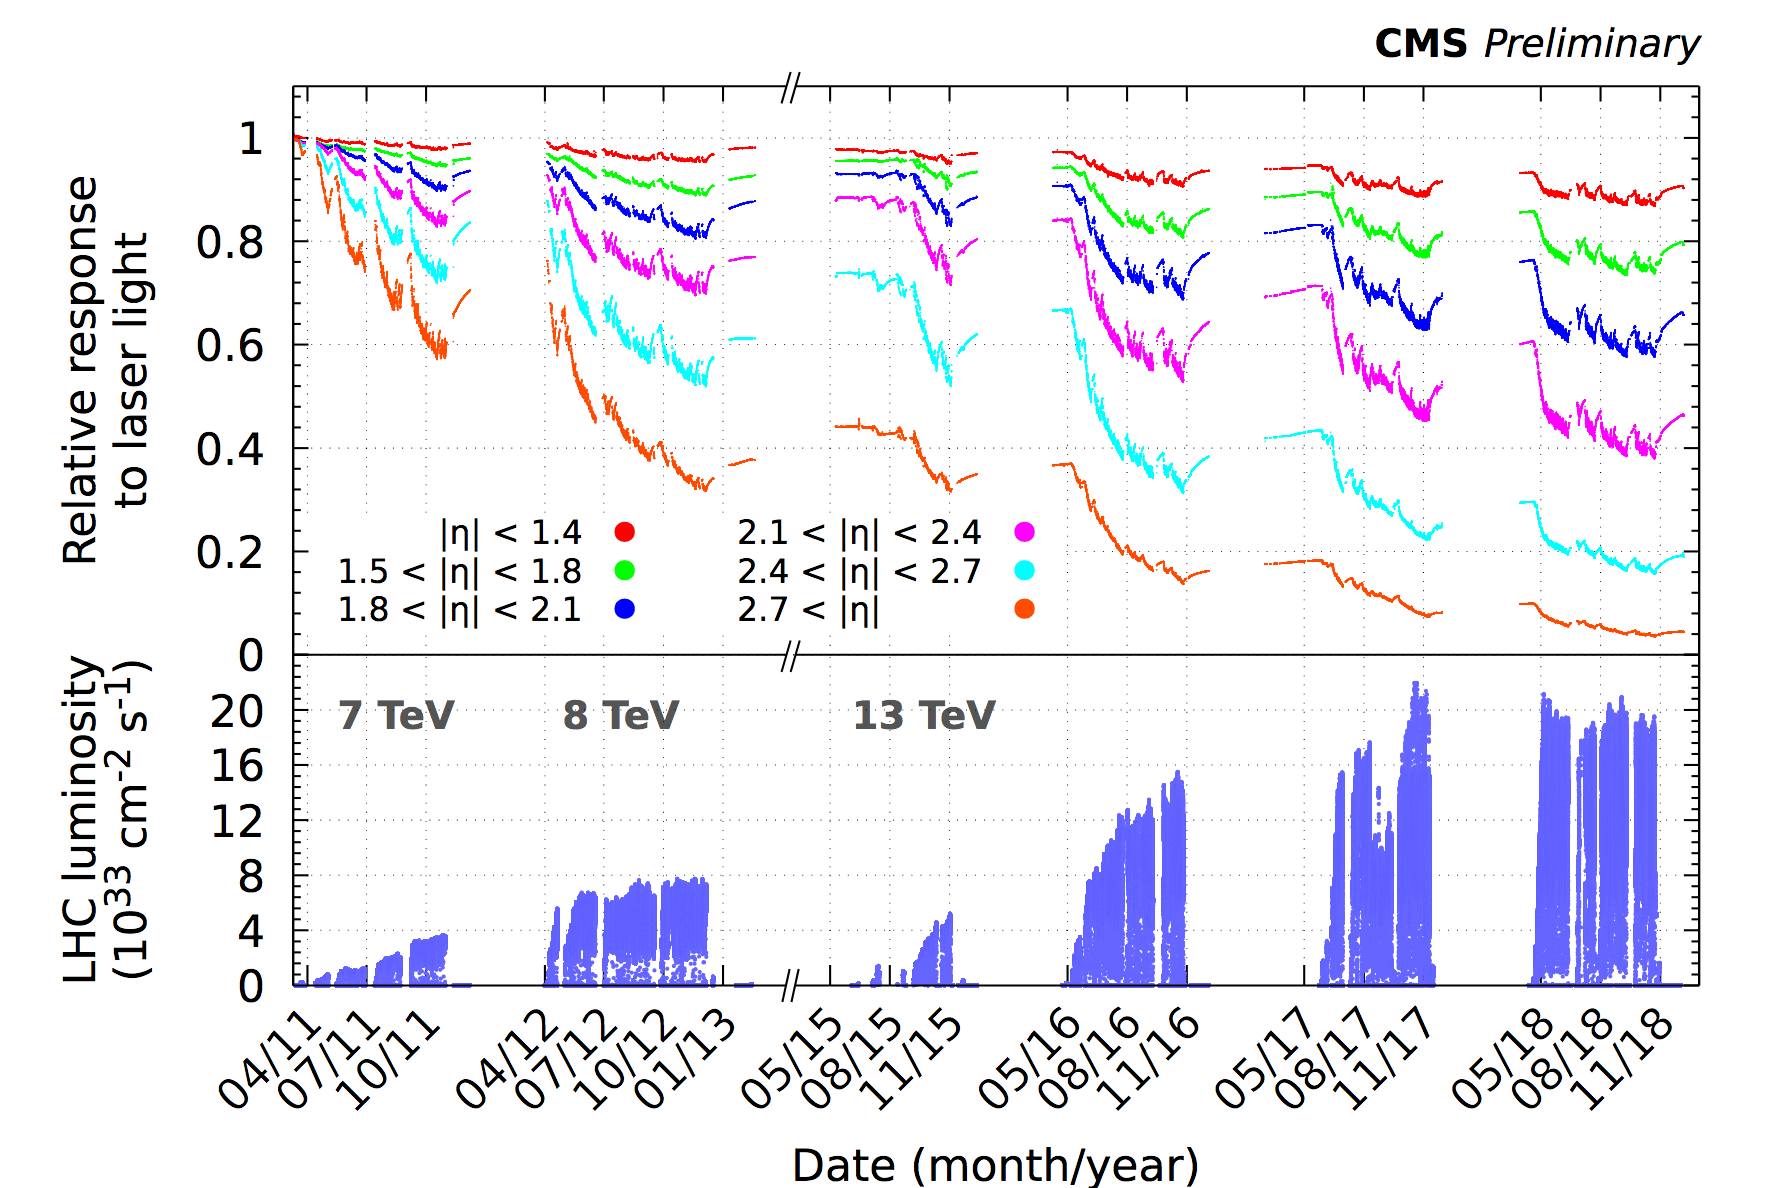 CMS Preliminary
Relative response
to laser light
1
0.8
0.6
0.4
0.2
0
|η| < 1.4
1.5 < |η| < 1.8
1.8 < |η| < 2.1
2.1 < |η| < 2.4
2.4 < |η| < 2.7
2.7 < |η|
LHC luminosity
(10³³ cm⁻² s⁻¹)
20
16
12
8
4
0
7 TeV
8 TeV
13 TeV
04/11
07/11
10/11
04/12
07/12
10/12
01/13
05/15
08/15
11/15
05/16
08/16
11/16
05/17
08/17
11/17
05/18
08/18
11/18
Date (month/year)